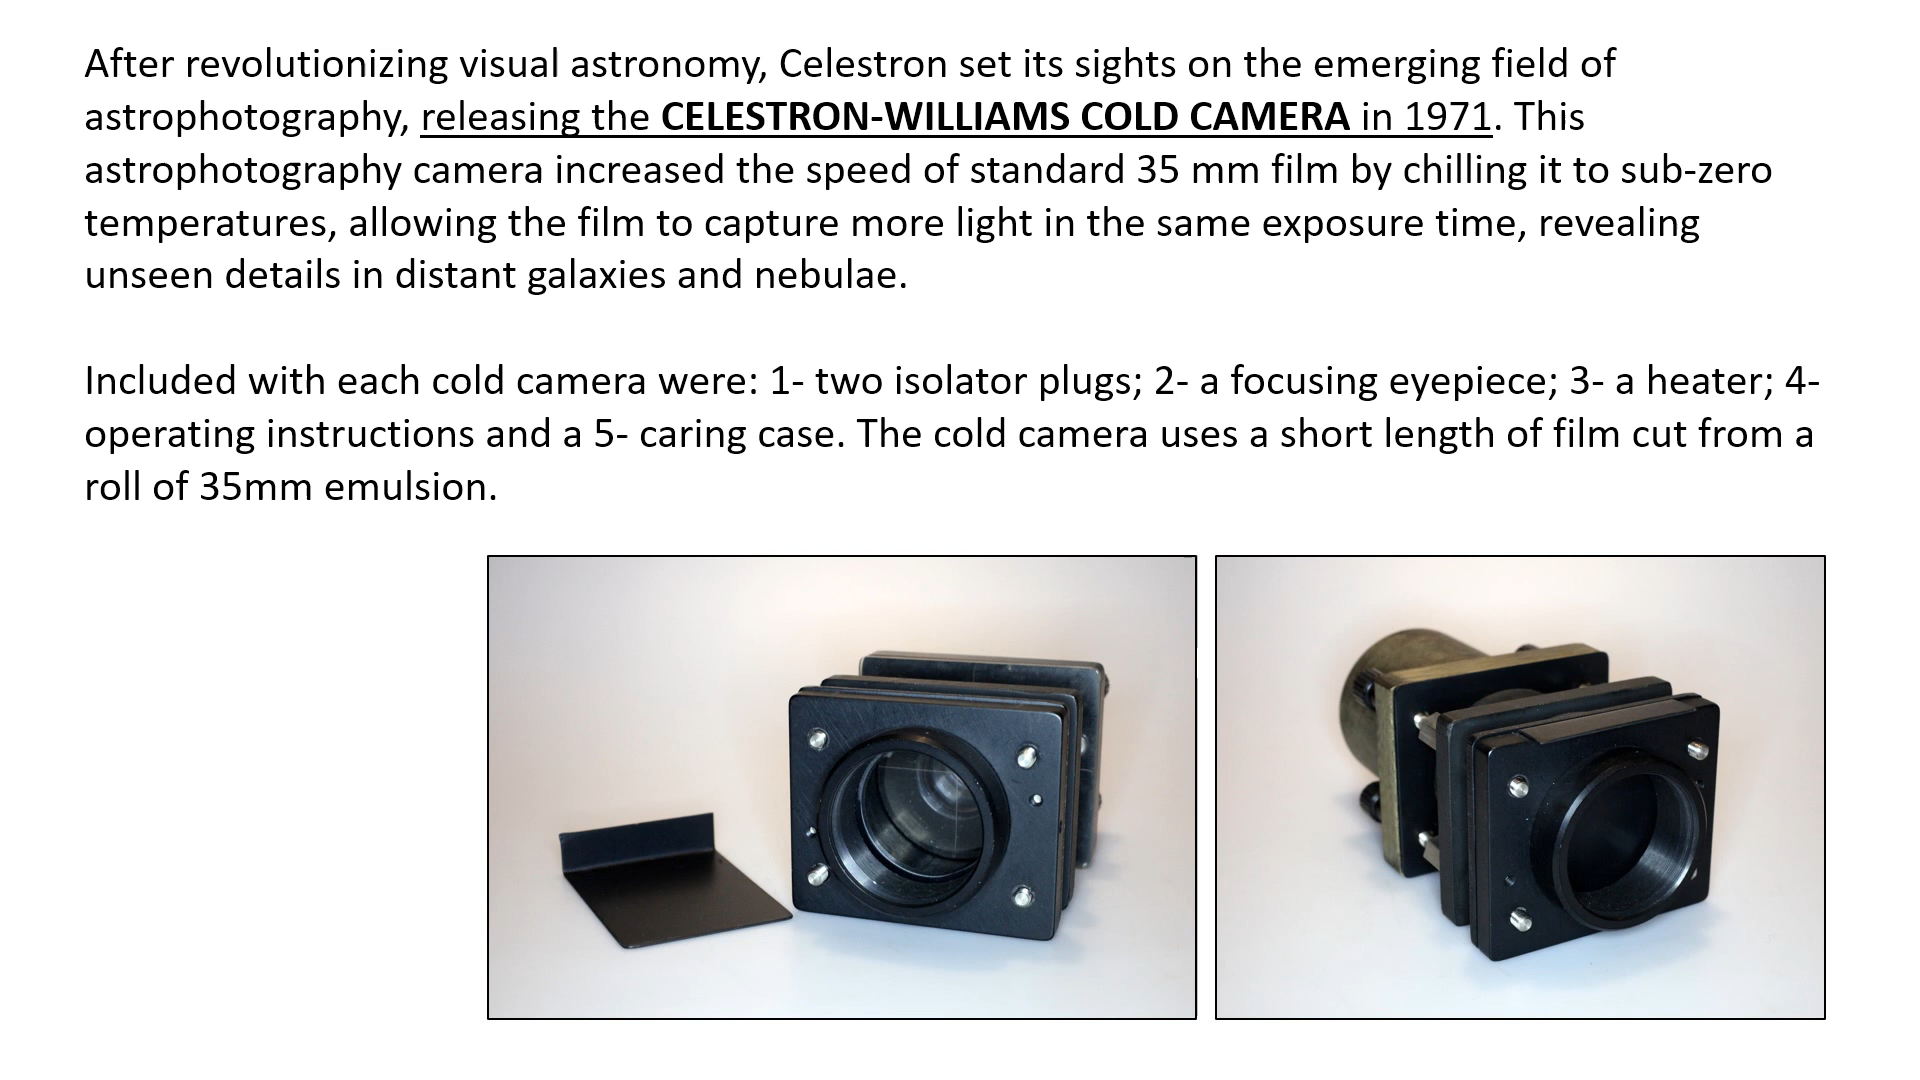 After revolutionizing visual astronomy, Celestron set its sights on the emerging field of
astrophotography, releasing the CELESTRON-WILLIAMS COLD CAMERA in 1971. This
astrophotography camera increased the speed of standard 35 mm film by chilling it to sub-zero
temperatures, allowing the film to capture more light in the same exposure time, revealing
unseen details in distant galaxies and nebulae.
Included with each cold camera were: 1- two isolator plugs; 2- a focusing eyepiece; 3- a heater; 4-
operating instructions and a 5- caring case. The cold camera uses a short length of film cut from a
roll of 35mm emulsion.